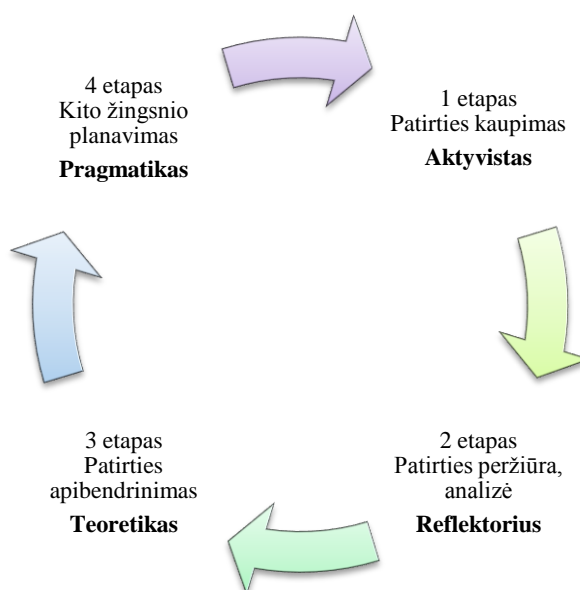 4 etapas
Kito žingsnio
planavimas
Pragmatikas
1 etapas
Patirties kaupimas
Aktyvistas
2 etapas
Patirties peržiūra,
analizė
Reflektorius
3 etapas
Patirties
apibendrinimas
Teoretikas